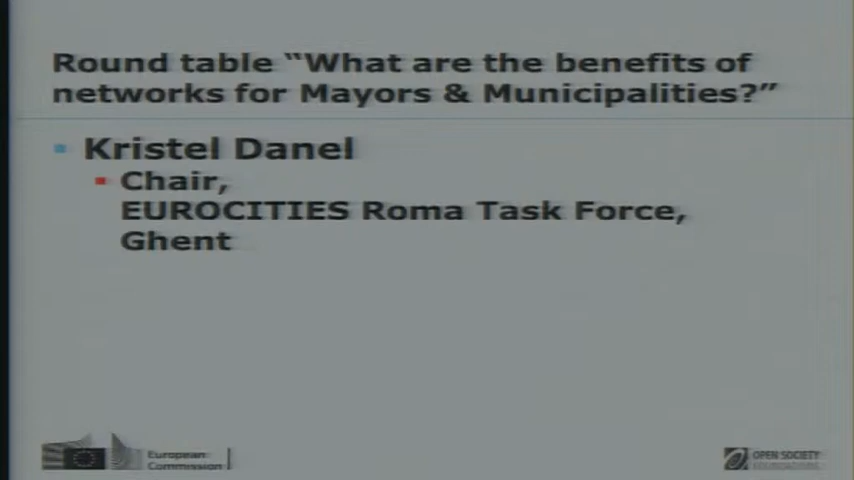 Round table “What are the benefits of
networks for Mayors & Municipalities?”
Kristel Danel
Chair,
EUROCITIES Roma Task Force,
Ghent
European
Commission
OPEN SOCIETY
FOUNDATIONS